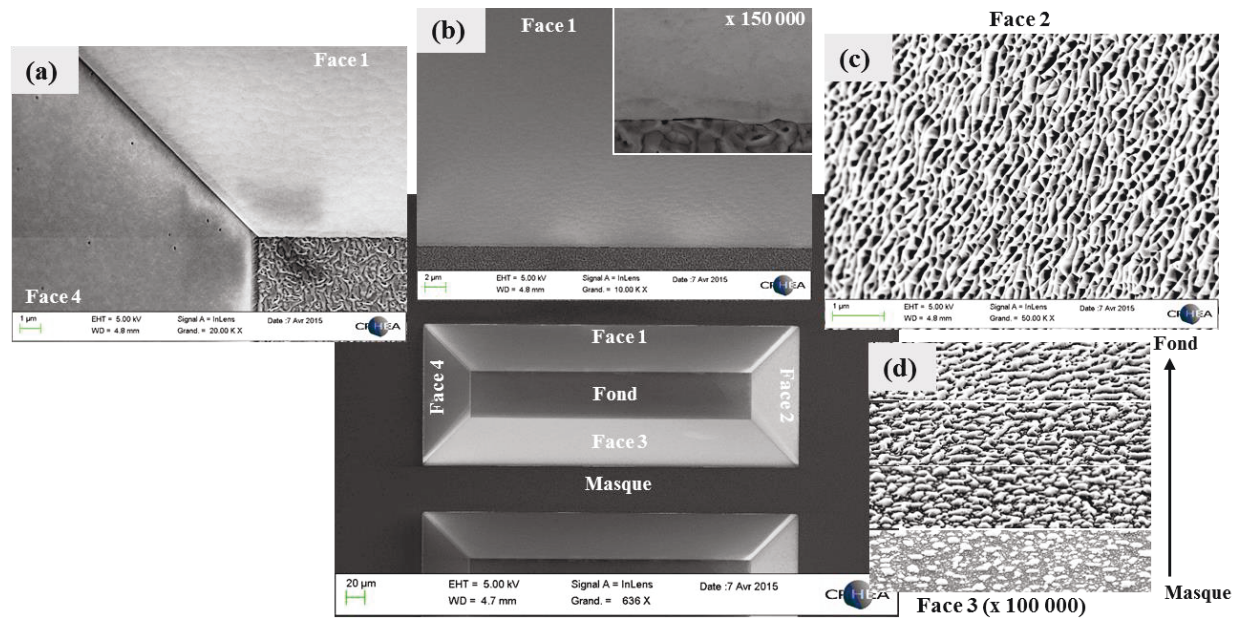 (a)
Face 1
Face 4
1 µm
EHT = 5.00 kV
WD = 4.8 mm
Signal A = InLens
Grand. = 20.00 K X
Date :7 Avr 2015
CRHEA
(b)
Face 1
x 150 000
2 µm
EHT = 5.00 kV
WD = 4.8 mm
Signal A = InLens
Grand. = 10.00 K X
Date :7 Avr 2015
CRHEA
Face 2
(c)
1 µm
EHT = 5.00 kV
WD = 4.8 mm
Signal A = InLens
Grand. = 50.00 K X
Date :7 Avr 2015
CRHEA
Face 1
Face 4
Fond
Face 2
Face 3
Masque
20 µm
EHT = 5.00 kV
WD = 4.7 mm
Signal A = InLens
Grand. = 636 X
Date :7 Avr 2015
CRHEA
Fond
(d)
Masque
Face 3 (x 100 000)